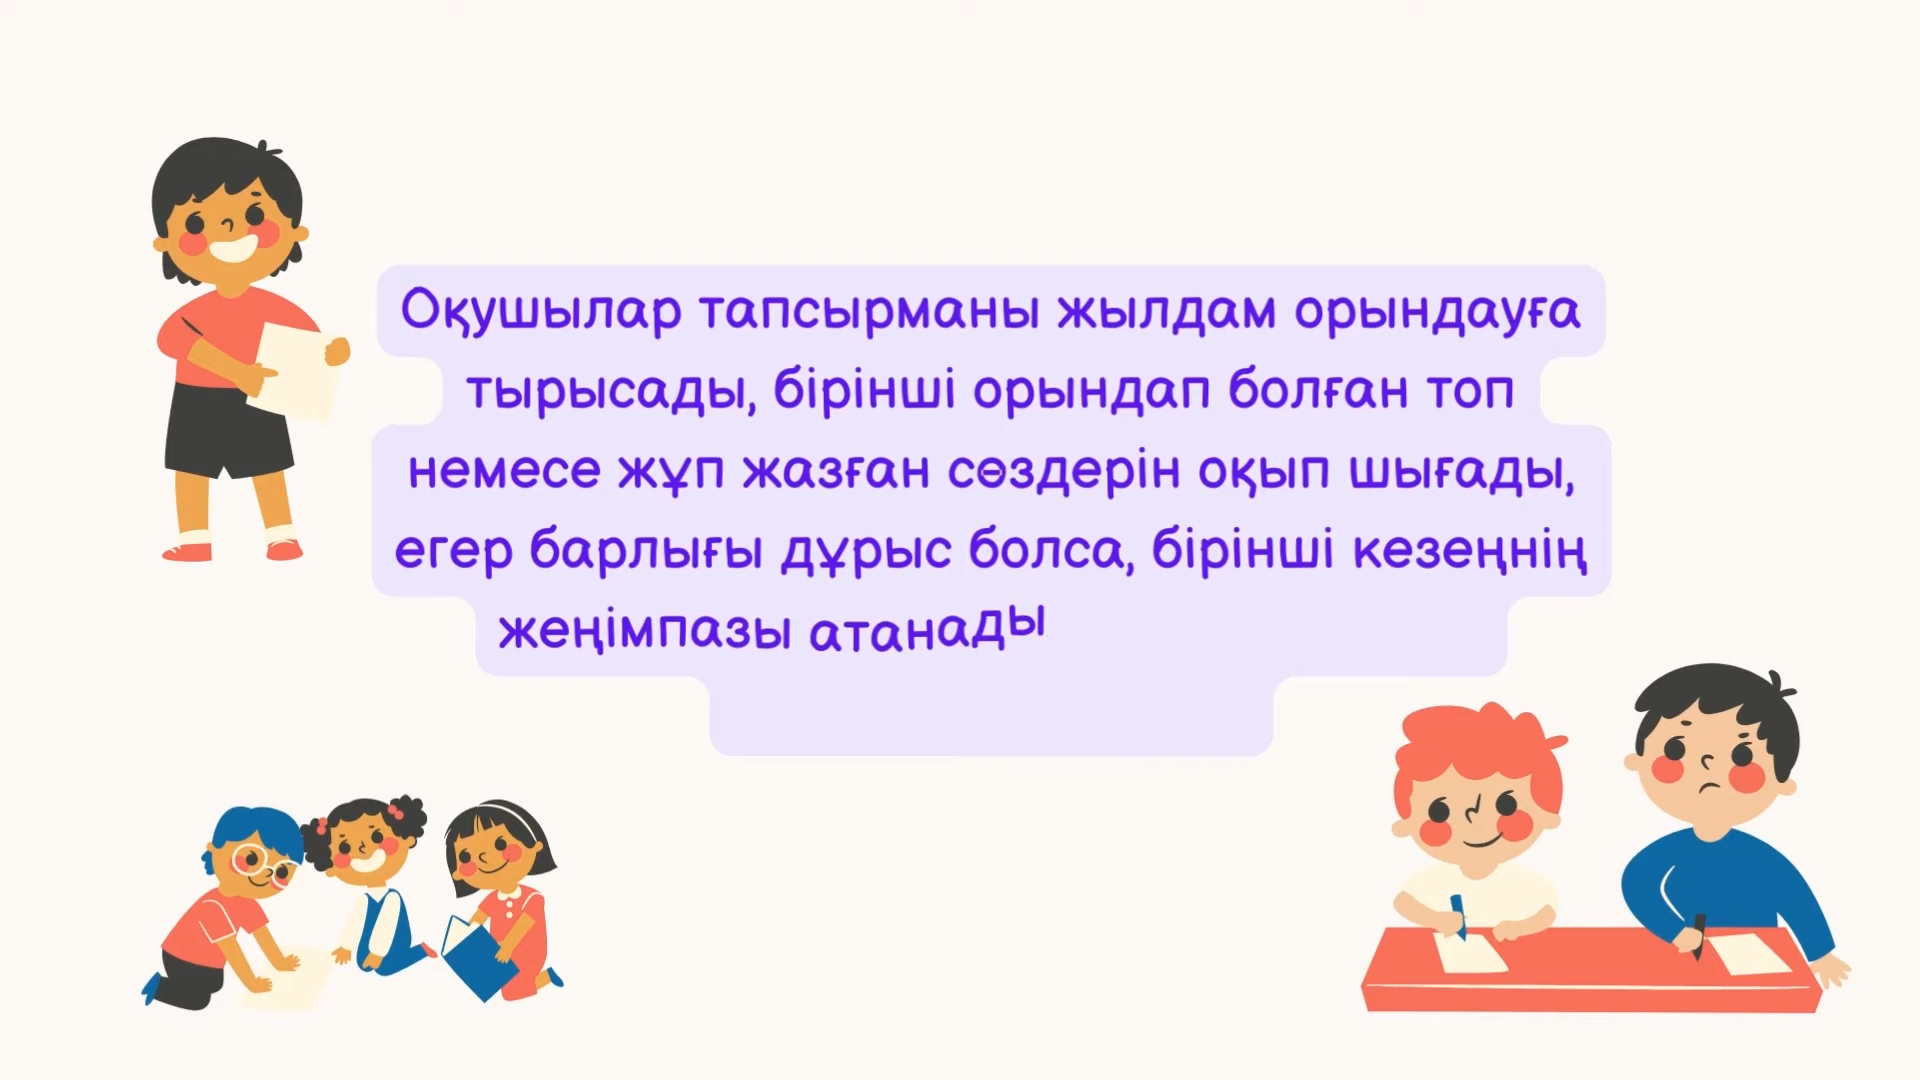 Оқушылар тапсырманы жылдам орындауға
тырысады, бірінші орындап болған топ
немесе жұп жазған сөздерін оқып шығады,
егер барлығы дұрыс болса, бірінші кезеңнің
жеңімпазы атанады